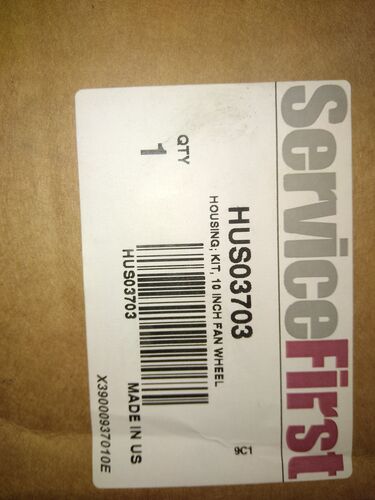 ServiceFirst
HUS03703
HOUSING; KIT, 10 INCH FAN WHEEL
9C1
QTY
1
HUS03703
MADE IN US
X39000937010E